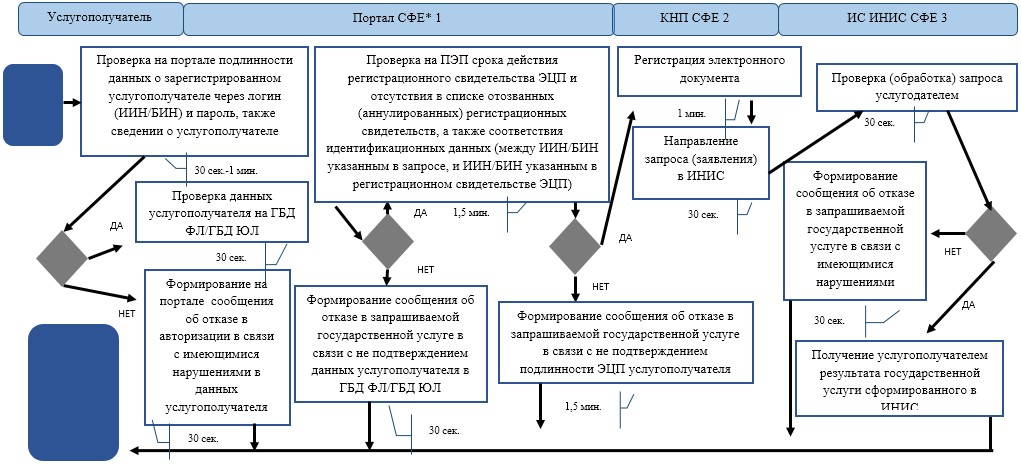 Услугополучатель
Портал СФЕ* 1
КНП СФЕ 2
ИС ИНИС СФЕ 3
Проверка на портале подлинности
данных о зарегистрированном
услугополучателе через логин
(ИИН/БИН) и пароль, также
сведении о услугополучателе
30 сек.-1 мин.
Проверка данных
услугополучателя на ГБД
ФЛ/ГБД ЮЛ
30 сек.
ДА
НЕТ
Формирование на
портале сообщения
об отказе в
авторизации в связи
с имеющимися
нарушениями в
данных
услугополучателя
30 сек.
Проверка на ПЭП срока действия
регистрационного свидетельства ЭЦП и
отсутствия в списке отозванных
(аннулированных) регистрационных
свидетельств, а также соответствия
идентификационных данных (между ИИН/БИН
указанным в запросе, и ИИН/БИН указанным в
регистрационном свидетельстве ЭЦП)
ДА
1,5 мин.
НЕТ
Формирование сообщения об
отказе в запрашиваемой
государственной услуге в
связи с не подтверждением
данных услугополучателя в
ГБД ФЛ/ГБД ЮЛ
30 сек.
ДА
НЕТ
Формирование сообщения об отказе в
запрашиваемой государственной услуге
в связи с не подтверждением
подлинности ЭЦП услугополучателя
1,5 мин.
Регистрация электронного
документа
1 мин.
Направление
запроса (заявления)
в ИНИС
30 сек.
Проверка (обработка) запроса
услугодателем
30 сек.
Формирование
сообщения об отказе
в запрашиваемой
государственной
услуге в связи с
имеющимися
нарушениями
НЕТ
ДА
30 сек.
Получение услугополучателем
результата государственной
услуги сформированного в
ИНИС